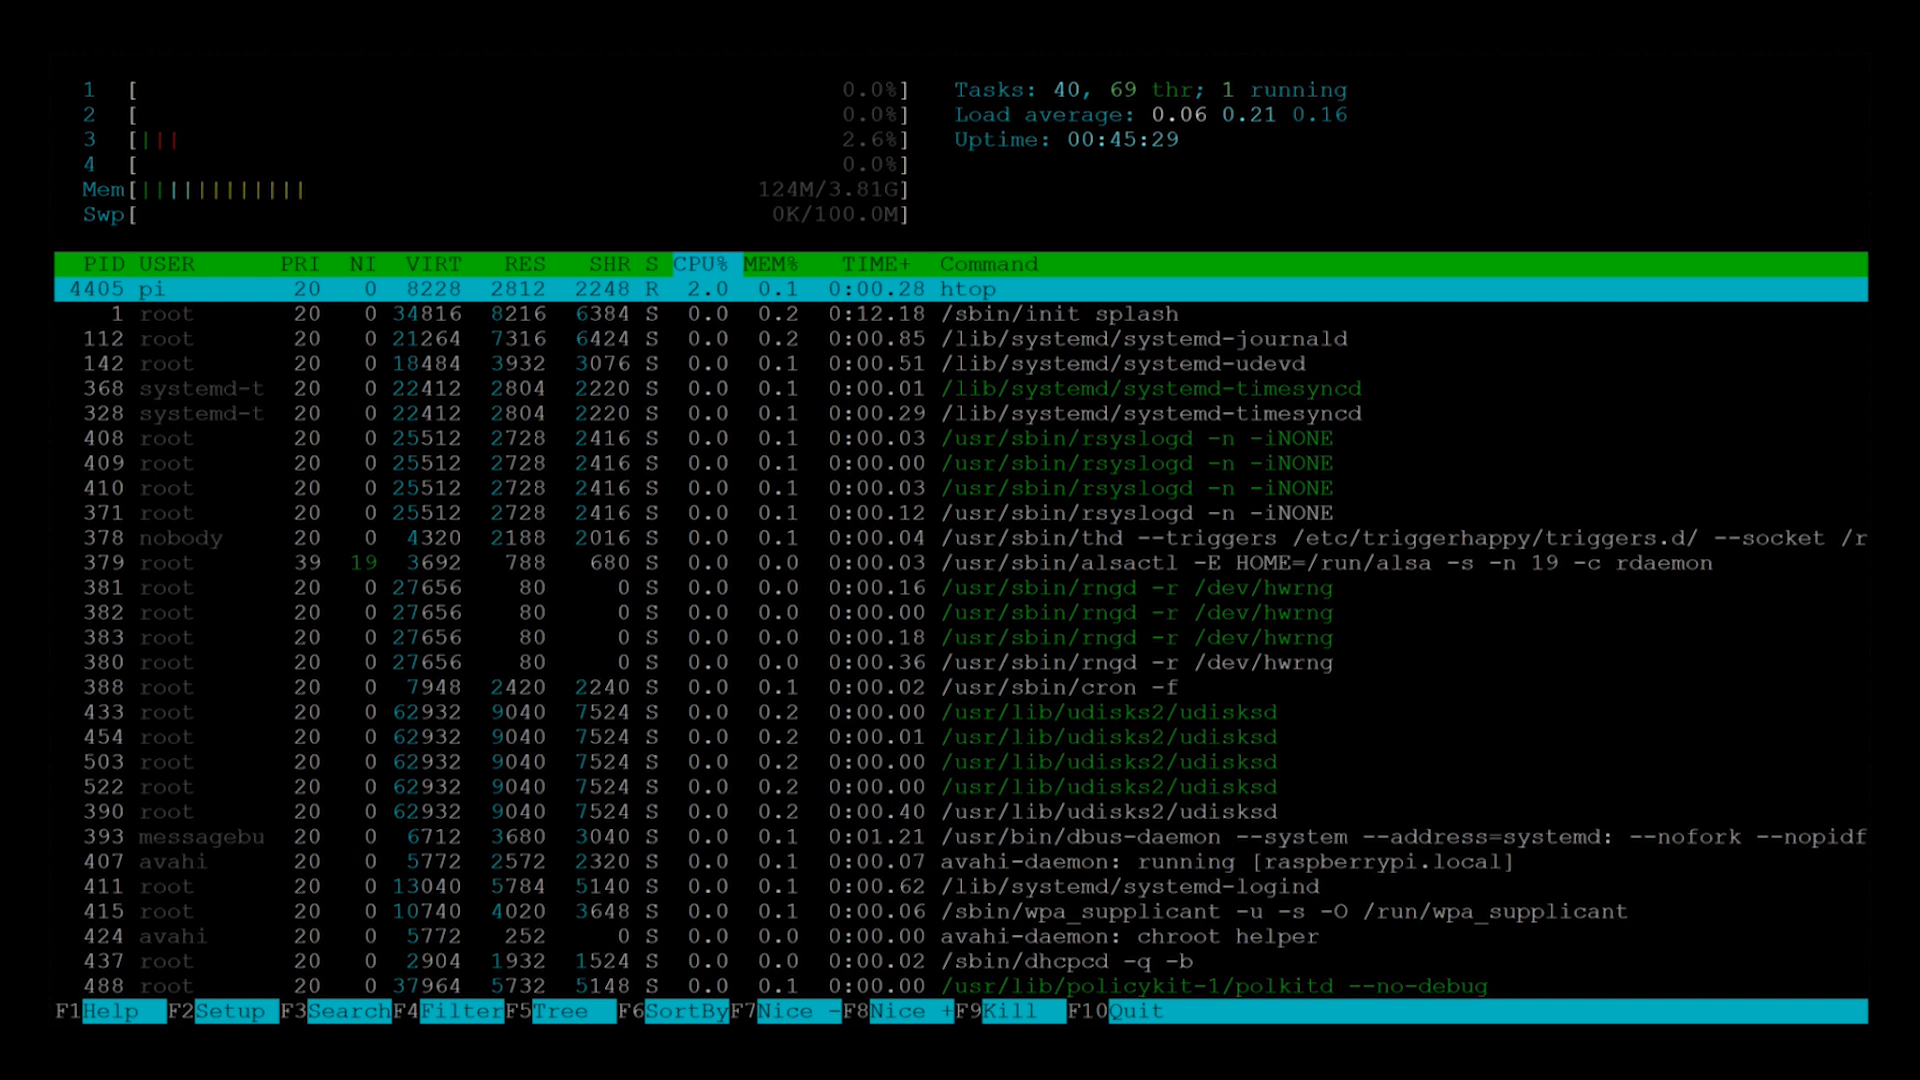 1 [ 0.0%] Tasks: 40, 69 thr; 1 running
2 [ 0.0%] Load average: 0.06 0.21 0.16
3 [||| 2.6%] Uptime: 00:45:29
4 [ 0.0%]
Mem[|||||||||||| 124M/3.81G]
Swp[ 0K/100.0M]
PID USER PRI NI VIRT RES SHR S CPU% MEM% TIME+ Command
4405 pi 20 0 8228 2812 2248 R 2.0 0.1 0:00.28 htop
1 root 20 0 34816 8216 6384 S 0.0 0.2 0:12.18 /sbin/init splash
112 root 20 0 21264 7316 6424 S 0.0 0.2 0:00.85 /lib/systemd/systemd-journald
142 root 20 0 18484 3932 3076 S 0.0 0.1 0:00.51 /lib/systemd/systemd-udevd
368 systemd-t 20 0 22412 2804 2220 S 0.0 0.1 0:00.01 /lib/systemd/systemd-timesyncd
328 systemd-t 20 0 22412 2804 2220 S 0.0 0.1 0:00.29 /lib/systemd/systemd-timesyncd
408 root 20 0 25512 2728 2416 S 0.0 0.1 0:00.03 /usr/sbin/rsyslogd -n -iNONE
409 root 20 0 25512 2728 2416 S 0.0 0.1 0:00.00 /usr/sbin/rsyslogd -n -iNONE
410 root 20 0 25512 2728 2416 S 0.0 0.1 0:00.03 /usr/sbin/rsyslogd -n -iNONE
371 root 20 0 25512 2728 2416 S 0.0 0.1 0:00.12 /usr/sbin/rsyslogd -n -iNONE
378 nobody 20 0 4320 2188 2016 S 0.0 0.1 0:00.04 /usr/sbin/thd --triggers /etc/triggerhappy/triggers.d/ --socket /r
379 root 39 19 3692 788 680 S 0.0 0.0 0:00.03 /usr/sbin/alsactl -E HOME=/run/alsa -s -n 19 -c rdaemon
381 root 20 0 27656 80 0 S 0.0 0.0 0:00.16 /usr/sbin/rngd -r /dev/hwrng
382 root 20 0 27656 80 0 S 0.0 0.0 0:00.00 /usr/sbin/rngd -r /dev/hwrng
383 root 20 0 27656 80 0 S 0.0 0.0 0:00.18 /usr/sbin/rngd -r /dev/hwrng
380 root 20 0 27656 80 0 S 0.0 0.0 0:00.36 /usr/sbin/rngd -r /dev/hwrng
388 root 20 0 7948 2420 2240 S 0.0 0.1 0:00.02 /usr/sbin/cron -f
433 root 20 0 62932 9040 7524 S 0.0 0.2 0:00.00 /usr/lib/udisks2/udisksd
454 root 20 0 62932 9040 7524 S 0.0 0.2 0:00.01 /usr/lib/udisks2/udisksd
503 root 20 0 62932 9040 7524 S 0.0 0.2 0:00.00 /usr/lib/udisks2/udisksd
522 root 20 0 62932 9040 7524 S 0.0 0.2 0:00.00 /usr/lib/udisks2/udisksd
390 root 20 0 62932 9040 7524 S 0.0 0.2 0:00.40 /usr/lib/udisks2/udisksd
393 messagebu 20 0 6712 3680 3040 S 0.0 0.1 0:01.21 /usr/bin/dbus-daemon --system --address=systemd: --nofork --nopidf
407 avahi 20 0 5772 2572 2320 S 0.0 0.1 0:00.07 avahi-daemon: running [raspberrypi.local]
411 root 20 0 13040 5784 5140 S 0.0 0.1 0:00.62 /lib/systemd/systemd-logind
415 root 20 0 10740 4020 3648 S 0.0 0.1 0:00.06 /sbin/wpa_supplicant -u -s -O /run/wpa_supplicant
424 avahi 20 0 5772 252 0 S 0.0 0.0 0:00.00 avahi-daemon: chroot helper
437 root 20 0 2904 1932 1524 S 0.0 0.0 0:00.02 /sbin/dhcpcd -q -b
488 root 20 0 37964 5732 5148 S 0.0 0.1 0:00.00 /usr/lib/policykit-1/polkitd --no-debug
F1Help F2Setup F3SearchF4FilterF5Tree F6SortByF7Nice -F8Nice +F9Kill F10Quit